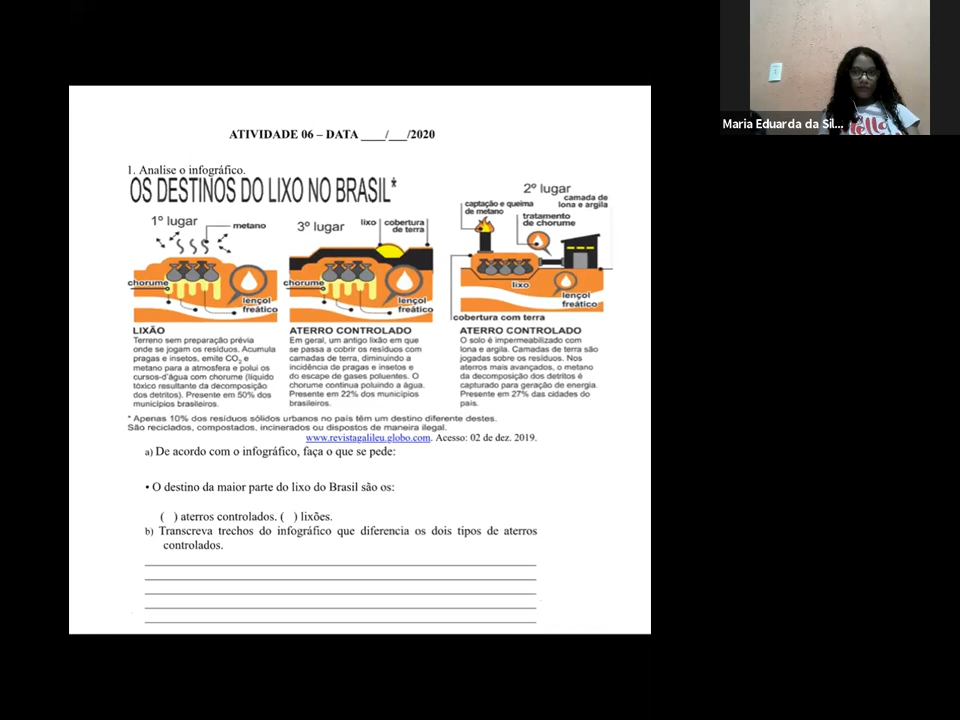 Maria Eduarda da Sil...
ATIVIDADE 06 – DATA ____/___/2020
1. Analise o infográfico.
OS DESTINOS DO LIXO NO BRASIL*
1º lugar
metano
chorume
lençol
freático
LIXÃO
Terreno sem preparação prévia
onde se jogam os resíduos. Acumula
pragas e insetos, emite CO2 e
metano para a atmosfera e polui os
cursos-d'água com chorume (líquido
tóxico resultante da decomposição
dos detritos). Presente em 50% dos
municípios brasileiros.
3º lugar
lixo
cobertura
de terra
chorume
lençol
freático
ATERRO CONTROLADO
Em geral, um antigo lixão em que
se passa a cobrir os resíduos com
camadas de terra, diminuindo a
incidência de pragas e insetos e
do escape de gases poluentes. O
chorume continua poluindo a água.
Presente em 22% dos municípios
brasileiros.
2º lugar
captação e queima
de metano
camada de
lona e argila
tratamento
de chorume
lixo
lençol
freático
cobertura com terra
ATERRO CONTROLADO
O solo é impermeabilizado com
lona e argila. Camadas de terra são
jogadas sobre os resíduos. Nos
aterros mais avançados, o metano
da decomposição dos detritos é
capturado para geração de energia.
Presente em 27% das cidades do
país.
* Apenas 10% dos resíduos sólidos urbanos no país têm um destino diferente destes.
São reciclados, compostados, incinerados ou dispostos de maneira ilegal.
www.revistagalileu.globo.com. Acesso: 02 de dez. 2019.
a) De acordo com o infográfico, faça o que se pede:
• O destino da maior parte do lixo do Brasil são os:
( ) aterros controlados. ( ) lixões.
b) Transcreva trechos do infográfico que diferencia os dois tipos de aterros
controlados.